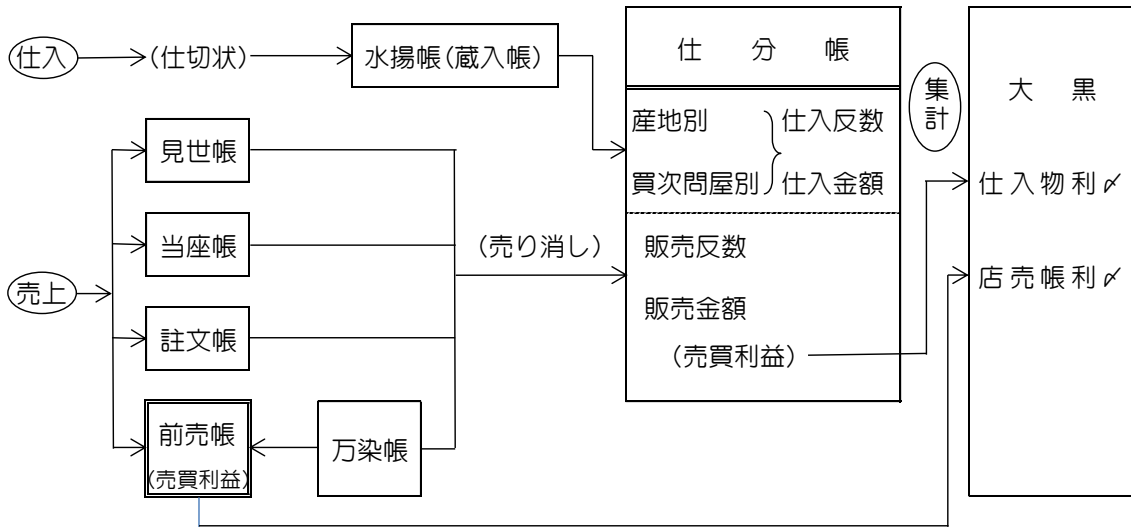 仕入
(仕切状)
水揚帳(蔵入帳)
仕分帳
産地別
仕入反数
買次問屋別
仕入金額
販売反数
販売金額
(売買利益)
集計
大黒
仕入物利〆
店売帳利〆
売上
見世帳
当座帳
註文帳
前売帳
(売買利益)
万染帳
(売り消し)